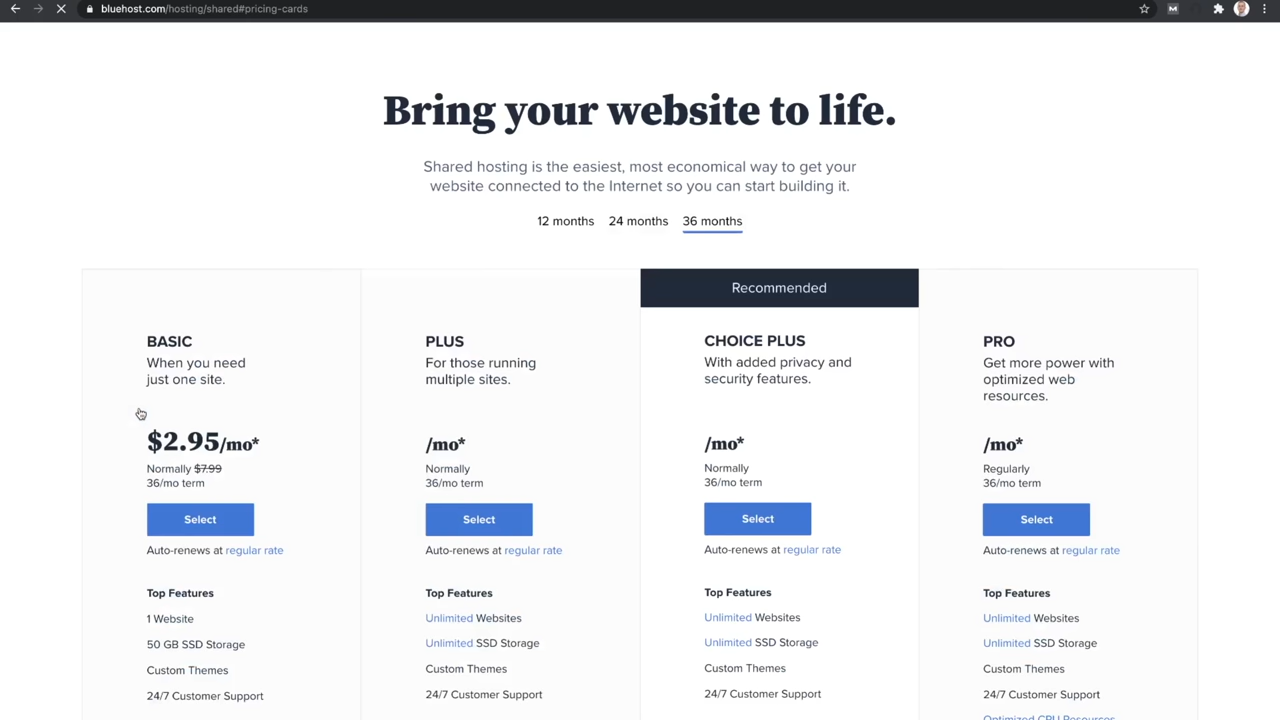 bluehost.com/hosting/shared#pricing-cards
Bring your website to life.
Shared hosting is the easiest, most economical way to get your
website connected to the Internet so you can start building it.
12 months 24 months 36 months
Recommended
BASIC
When you need
just one site.
$2.95/mo*
Normally $7.99
36/mo term
Select
Auto-renews at regular rate
Top Features
1 Website
50 GB SSD Storage
Custom Themes
24/7 Customer Support
PLUS
For those running
multiple sites.
/mo*
Normally
36/mo term
Select
Auto-renews at regular rate
Top Features
Unlimited Websites
Unlimited SSD Storage
Custom Themes
24/7 Customer Support
CHOICE PLUS
With added privacy and
security features.
/mo*
Normally
36/mo term
Select
Auto-renews at regular rate
Top Features
Unlimited Websites
Unlimited SSD Storage
Custom Themes
24/7 Customer Support
PRO
Get more power with
optimized web
resources.
/mo*
Regularly
36/mo term
Select
Auto-renews at regular rate
Top Features
Unlimited Websites
Unlimited SSD Storage
Custom Themes
24/7 Customer Support
Optimized CPU Resources